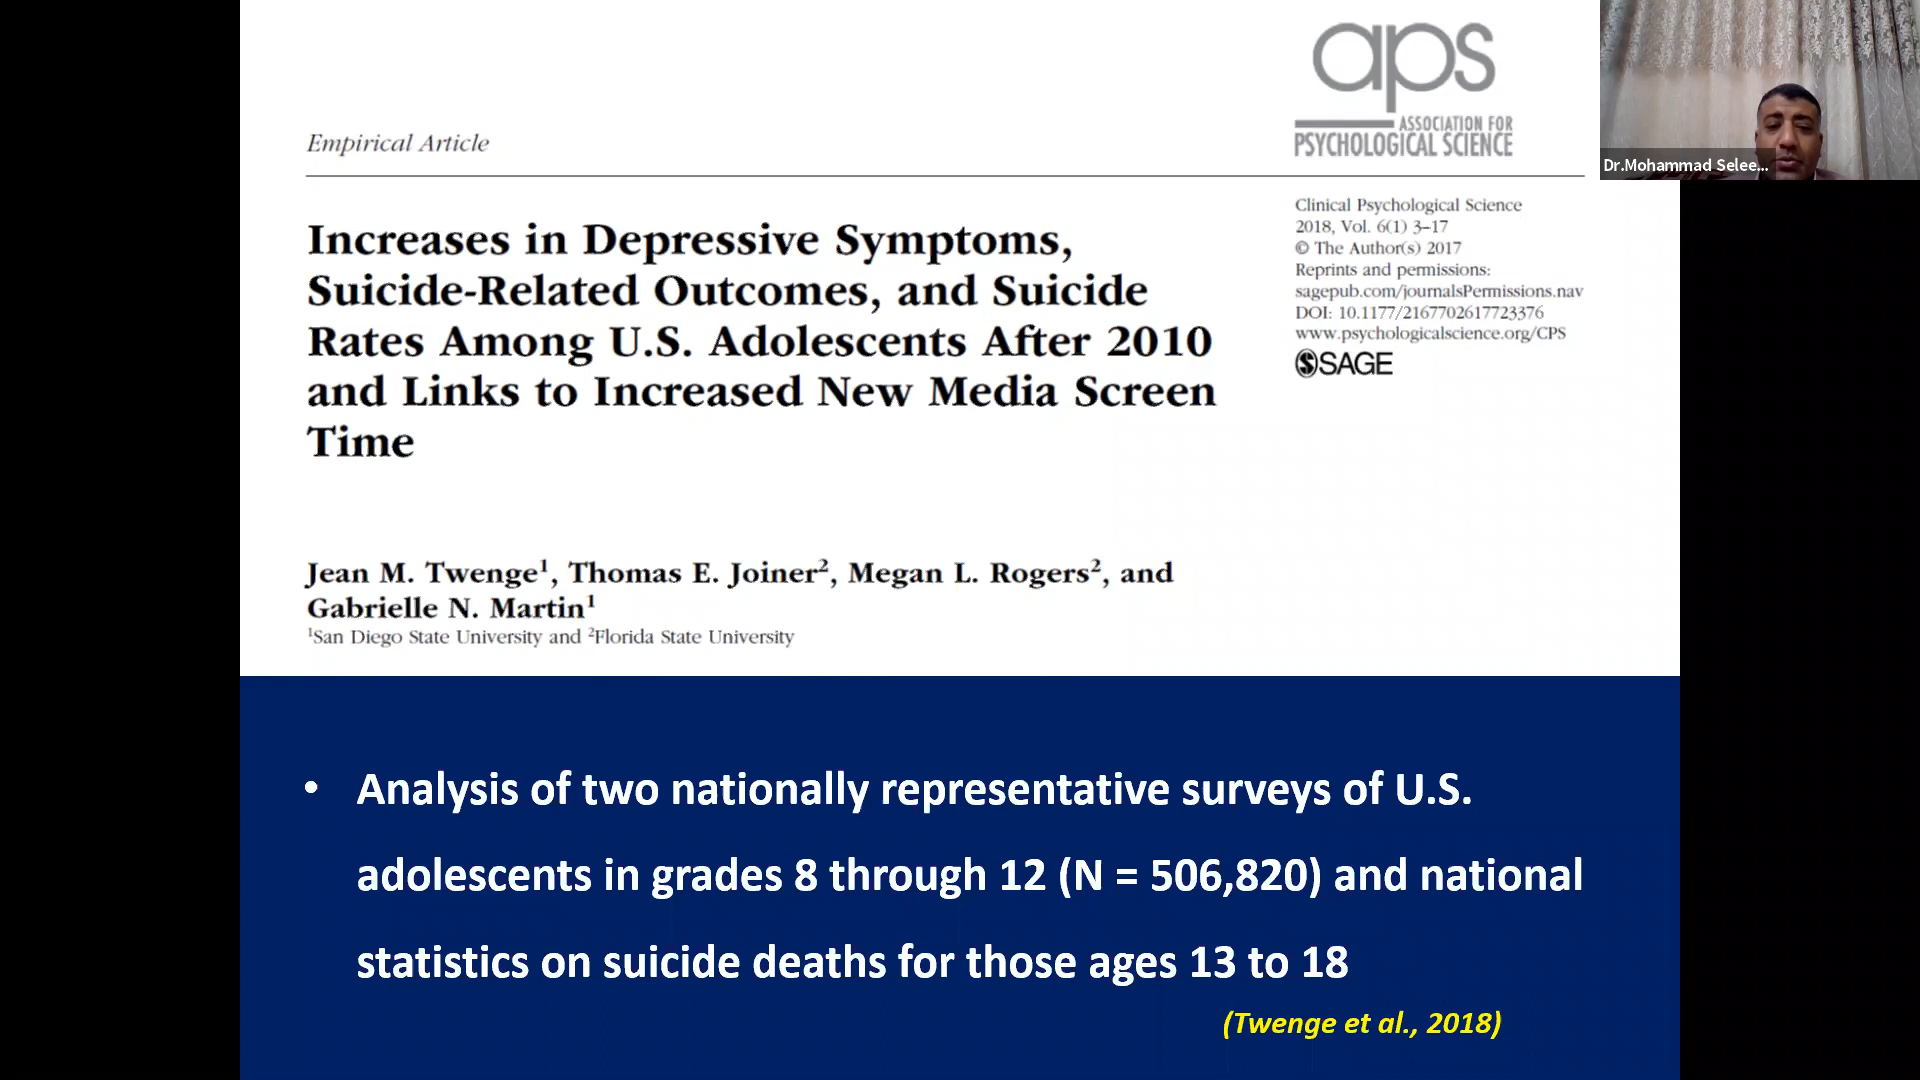 aps
ASSOCIATION FOR
PSYCHOLOGICAL SCIENCE
Dr.Mohammad Selee...
Empirical Article
Increases in Depressive Symptoms,
Suicide-Related Outcomes, and Suicide
Rates Among U.S. Adolescents After 2010
and Links to Increased New Media Screen
Time
Clinical Psychological Science
2018, Vol. 6(1) 3–17
© The Author(s) 2017
Reprints and permissions:
sagepub.com/journalsPermissions.nav
DOI: 10.1177/2167702617723376
www.psychologicalscience.org/CPS
SAGE
Jean M. Twenge¹, Thomas E. Joiner², Megan L. Rogers², and
Gabrielle N. Martin¹
¹San Diego State University and ²Florida State University
• Analysis of two nationally representative surveys of U.S.
adolescents in grades 8 through 12 (N = 506,820) and national
statistics on suicide deaths for those ages 13 to 18
(Twenge et al., 2018)